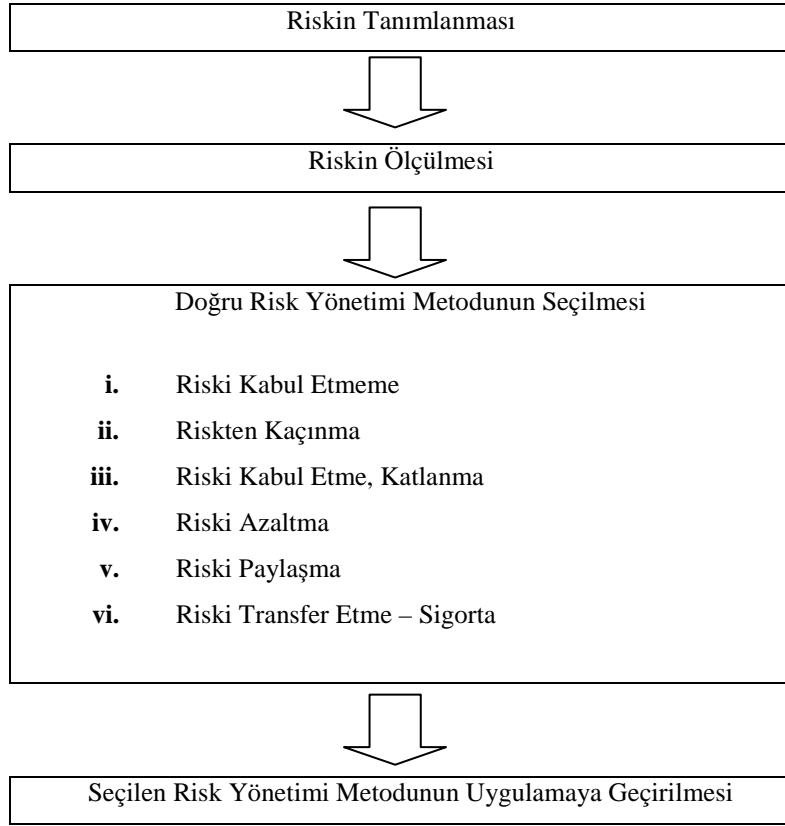 Riskin Tanımlanması
Riskin Ölçülmesi
Doğru Risk Yönetimi Metodunun Seçilmesi
i. Riski Kabul Etmeme
ii. Riskten Kaçınma
iii. Riski Kabul Etme, Katlanma
iv. Riski Azaltma
v. Riski Paylaşma
vi. Riski Transfer Etme – Sigorta
Seçilen Risk Yönetimi Metodunun Uygulamaya Geçirilmesi